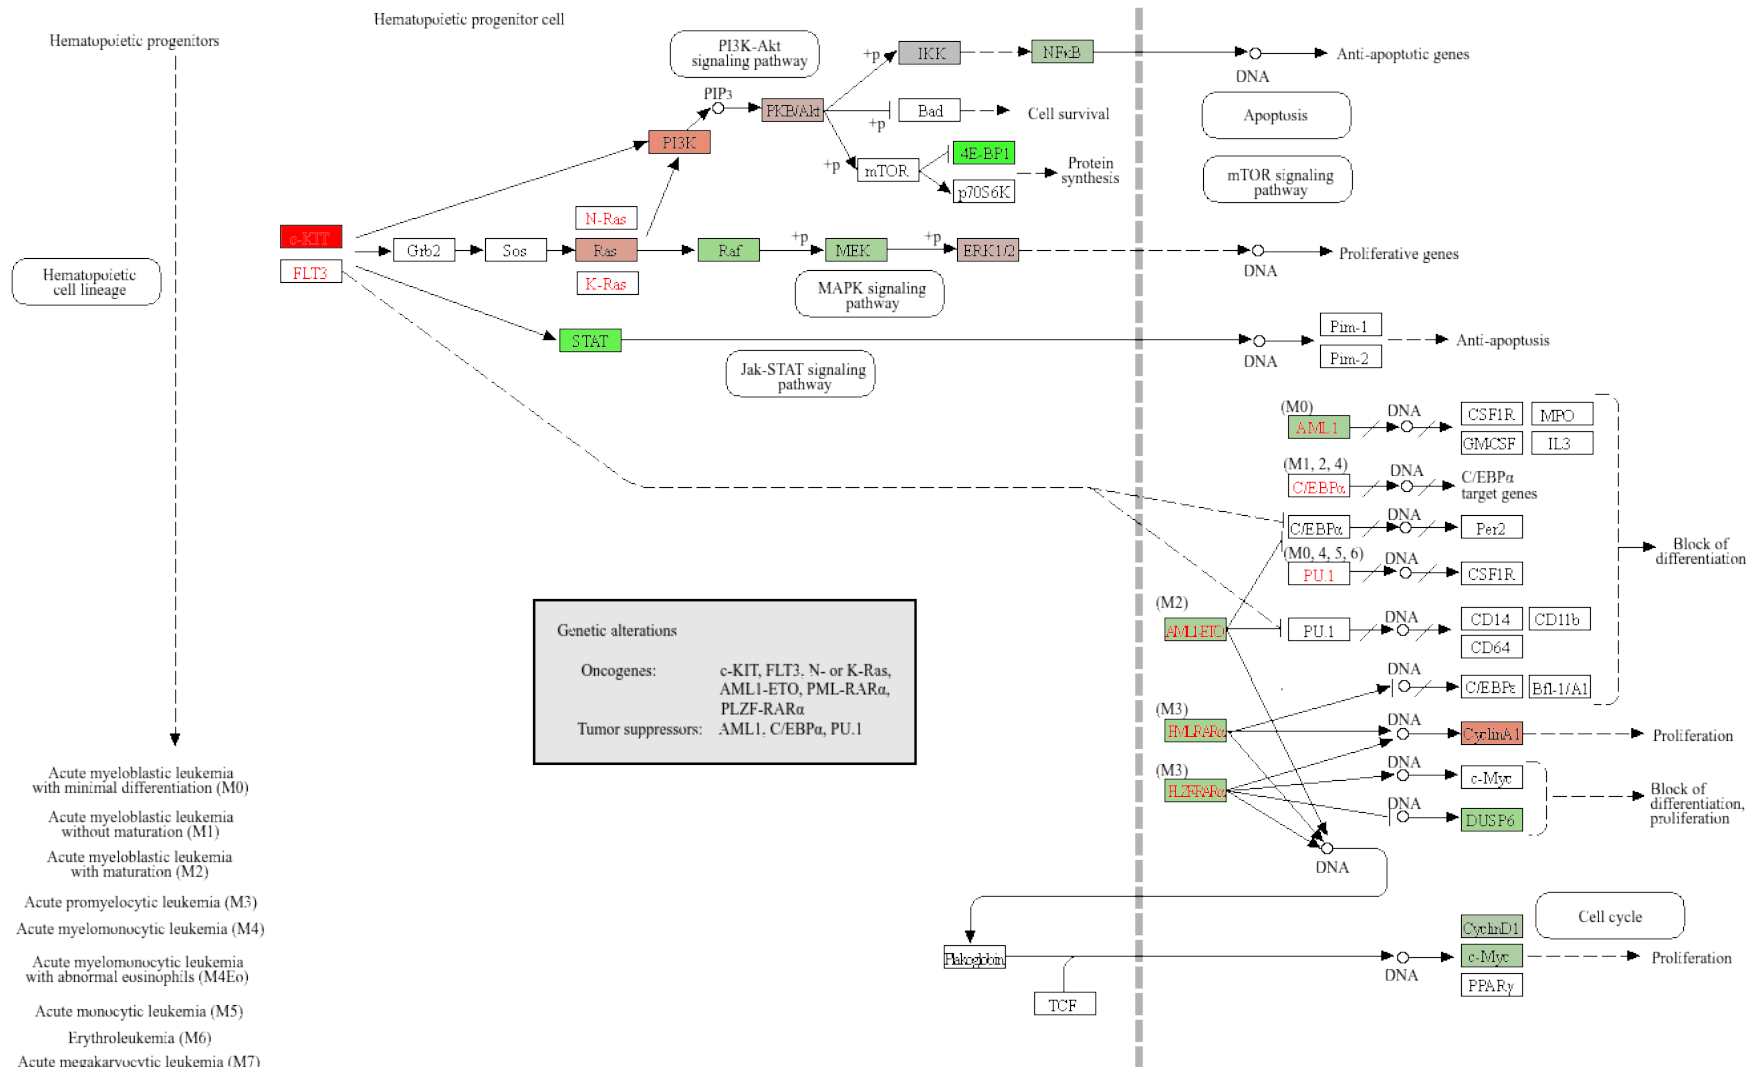 Hematopoietic progenitor cell
Hematopoietic progenitors
PI3K-Akt
signaling pathway
+p
IKK
NFκB
DNA
Anti-apoptotic genes
PIP3
PKB/Akt
+p
Bad
Cell survival
Apoptosis
PI3K
+p
mTOR
4E-BP1
p70S6K
Protein
synthesis
mTOR signaling
pathway
c-KIT
FLT3
Grb2
Sos
N-Ras
Ras
K-Ras
Raf
+p
MEK
+p
ERK1/2
DNA
Proliferative genes
Hematopoietic
cell lineage
MAPK signaling
pathway
STAT
DNA
Pim-1
Pim-2
Anti-apoptosis
Jak-STAT signaling
pathway
(M0)
AML1
DNA
CSF1R
MPO
GMCSF
IL3
(M1, 2, 4)
C/EBPα
DNA
C/EBPα
target genes
C/EBPα
DNA
Per2
(M0, 4, 5, 6)
PU.1
DNA
CSF1R
Block of
differentiation
(M2)
AML1-ETO
PU.1
DNA
CD14
CD11b
CD64
DNA
C/EBPε
Bfl-1/A1
(M3)
DNA
CyclinA1
Proliferation
(M3)
DNA
c-Myc
DNA
DUSP6
Block of
differentiation,
proliferation
DNA
Genetic alterations
Oncogenes:
c-KIT, FLT3, N- or K-Ras,
AML1-ETO, PML-RARα,
PLZF-RARα
Tumor suppressors:
AML1, C/EBPα, PU.1
Acute myeloblastic leukemia
with minimal differentiation (M0)
Acute myeloblastic leukemia
without maturation (M1)
Acute myeloblastic leukemia
with maturation (M2)
Acute promyelocytic leukemia (M3)
Acute myelomonocytic leukemia (M4)
Acute myelomonocytic leukemia
with abnormal eosinophils (M4Eo)
Acute monocytic leukemia (M5)
Erythroleukemia (M6)
Acute megakaryocytic leukemia (M7)
Plakoglobin
TCF
DNA
CyclinD1
c-Myc
PPARγ
Cell cycle
Proliferation